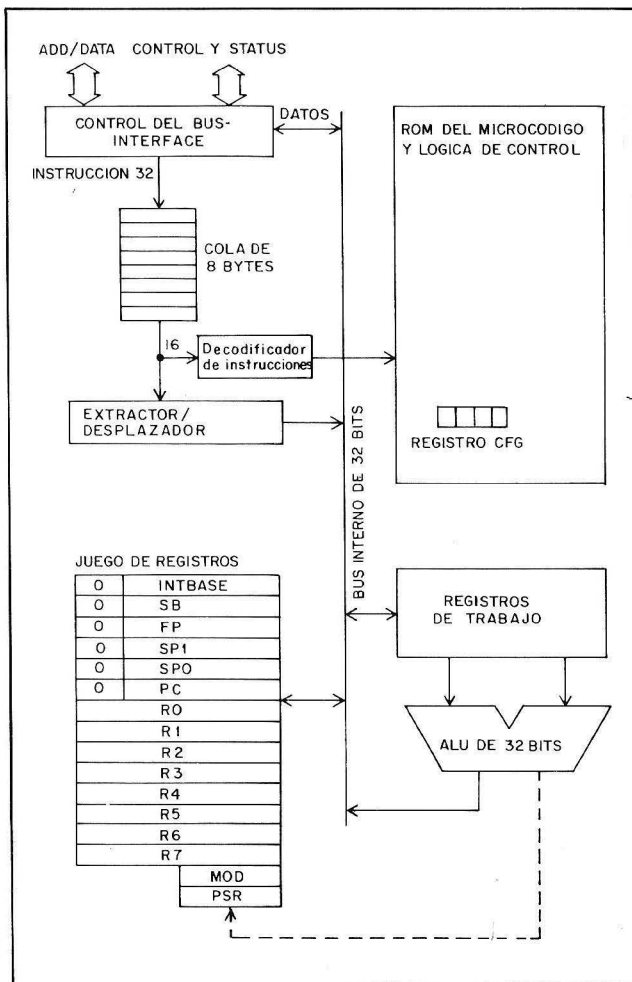 ADD/DATA CONTROL Y STATUS
CONTROL DEL BUS-
INTERFACE
DATOS
INSTRUCCION 32
COLA DE
8 BYTES
16
Decodificador
de instrucciones
EXTRACTOR/
DESPLAZADOR
ROM DEL MICROCODIGO
Y LOGICA DE CONTROL
REGISTRO CFG
BUS INTERNO DE 32 BITS
JUEGO DE REGISTROS
0 INTBASE
0 SB
0 FP
0 SP1
0 SP0
0 PC
R0
R1
R2
R3
R4
R5
R6
R7
MOD
PSR
REGISTROS
DE TRABAJO
ALU DE 32 BITS